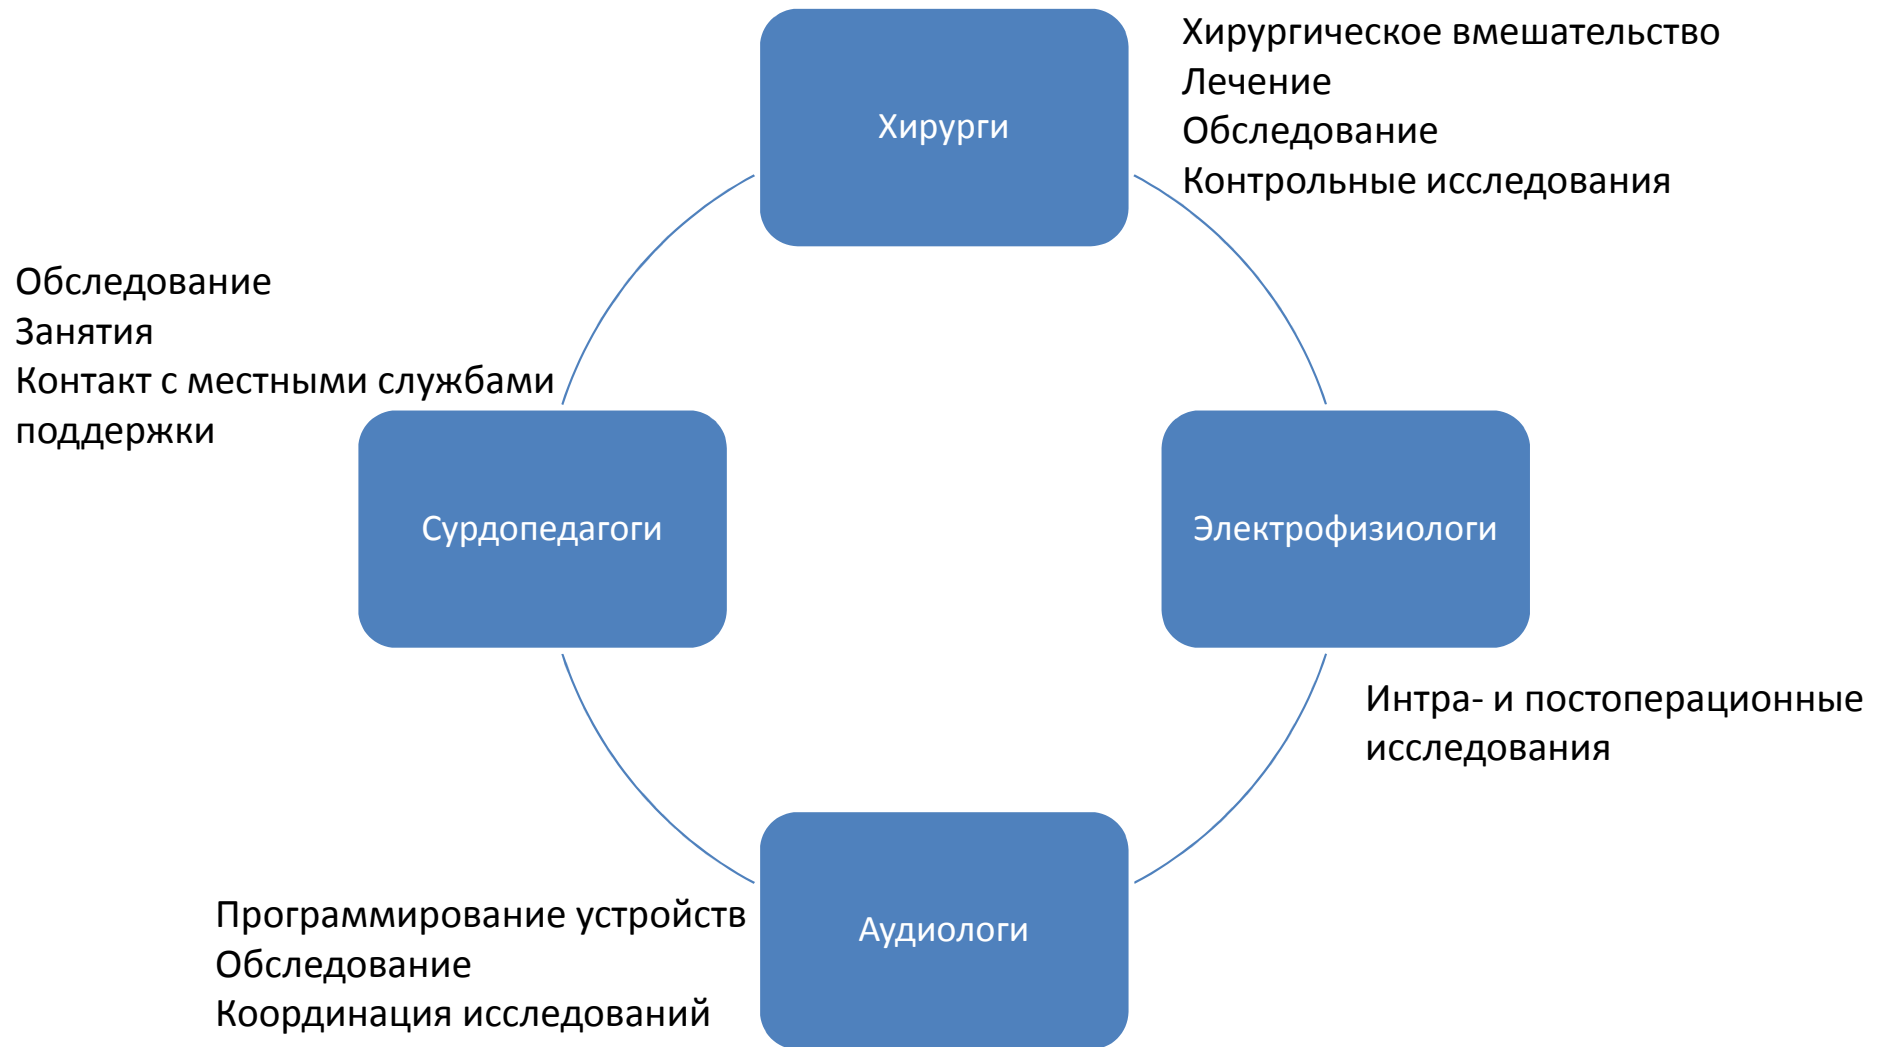 Хирурги
Хирургическое вмешательство
Лечение
Обследование
Контрольные исследования
Обследование
Занятия
Контакт с местными службами
поддержки
Сурдопедагоги
Электрофизиологи
Интра- и постоперационные
исследования
Программирование устройств
Обследование
Координация исследований
Аудиологи